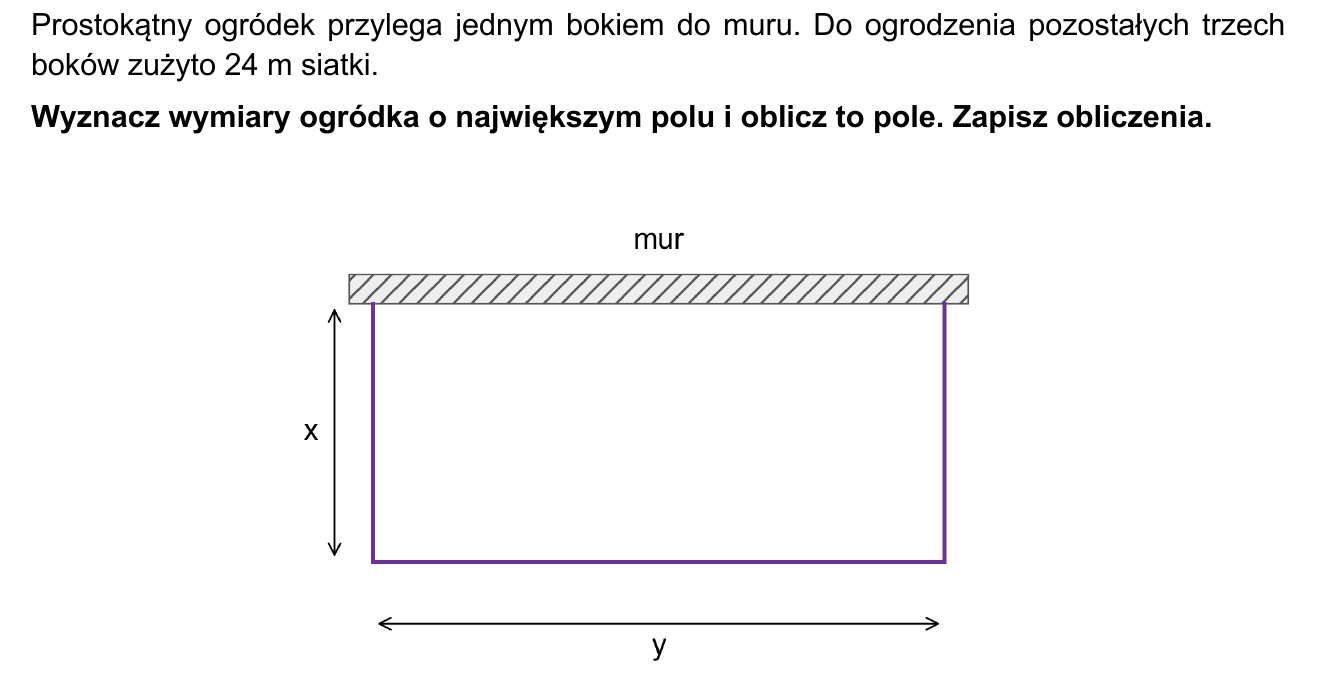 Prostokątny ogródek przylega jednym bokiem do muru. Do ogrodzenia pozostałych trzech
boków zużyto 24 m siatki.
Wyznacz wymiary ogródka o największym polu i oblicz to pole. Zapisz obliczenia.
mur
x
y